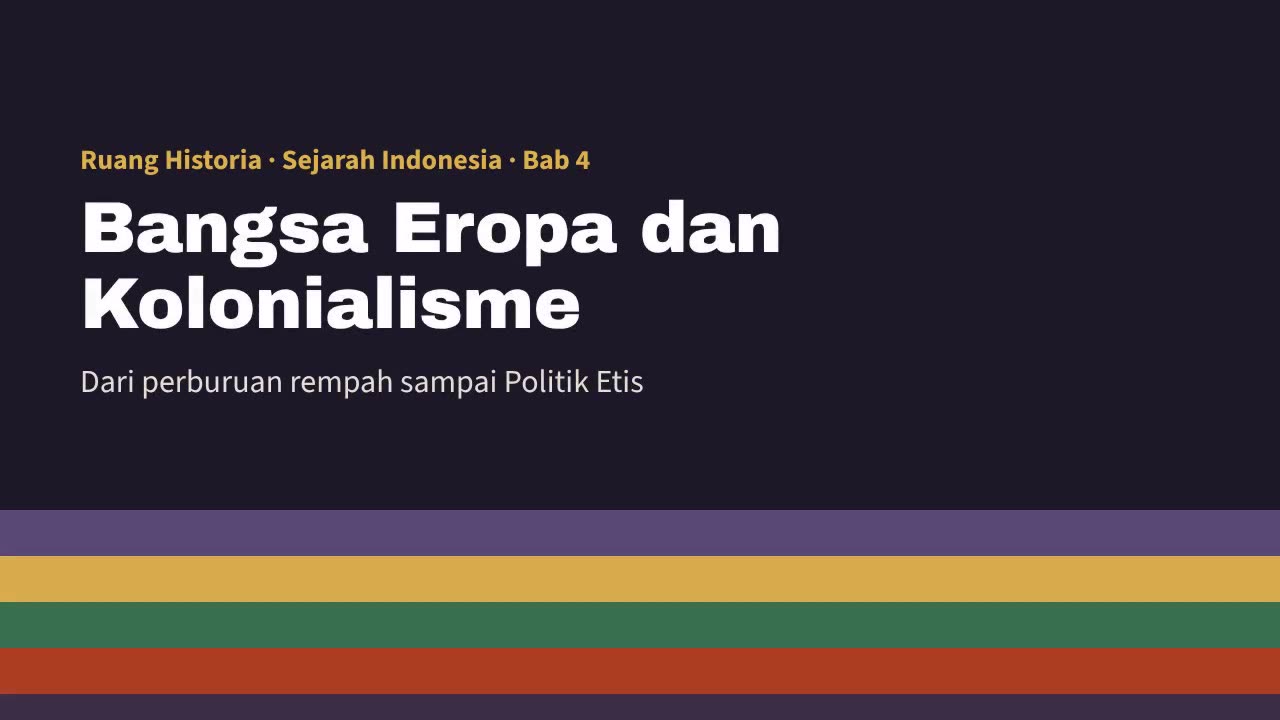 Ruang Historia · Sejarah Indonesia · Bab 4
Bangsa Eropa dan
Kolonialisme
Dari perburuan rempah sampai Politik Etis